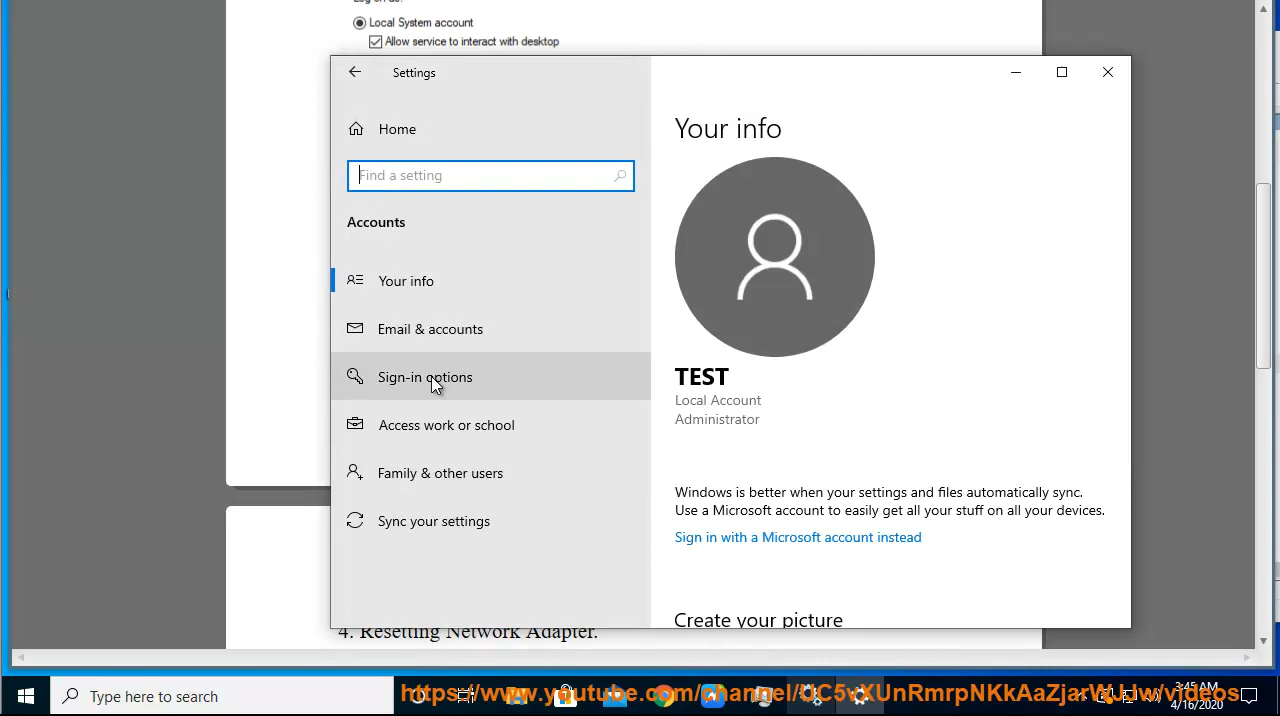 Local System account
Allow service to interact with desktop
Settings
Home
Find a setting
Accounts
Your info
Email & accounts
Sign-in options
Access work or school
Family & other users
Sync your settings
Your info
TEST
Local Account
Administrator
Windows is better when your settings and files automatically sync.
Use a Microsoft account to easily get all your stuff on all your devices.
Sign in with a Microsoft account instead
Create your picture
4. Resetting Network Adapter.
Type here to search
3:45 AM
4/16/2020